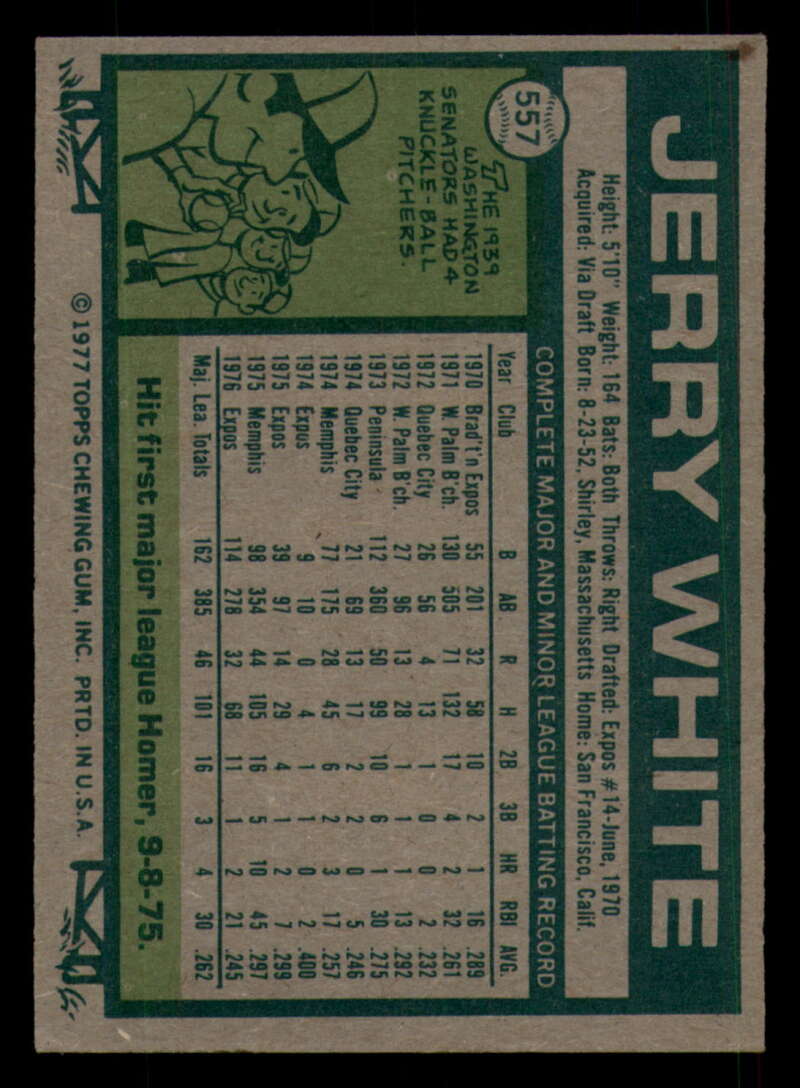 JERRY WHITE
557
Height: 5'10" Weight: 164 Bats: Both Throws: Right Drafted: Expos #14-June, 1970
Acquired: Via Draft Born: 8-23-52, Shirley, Massachusetts Home: San Francisco, Calif.
COMPLETE MAJOR AND MINOR LEAGUE BATTING RECORD
Year Club B AB R H 2B 3B HR RBI AVG.
1970 Brad't'n Expos 55 201 32 58 10 2 1 16 .289
1971 W. Palm B'ch. 130 505 71 132 17 4 2 32 .261
1972 Quebec City 26 56 4 13 1 0 0 2 .232
1972 W. Palm B'ch. 27 96 13 28 1 1 1 13 .292
1973 Peninsula 112 360 50 99 10 6 1 30 .275
1974 Quebec City 21 69 13 17 2 2 0 5 .246
1974 Memphis 77 175 28 45 6 2 3 17 .257
1974 Expos 9 10 0 4 1 1 0 2 .400
1975 Expos 39 97 14 29 4 1 2 7 .299
1975 Memphis 98 354 44 105 16 5 10 45 .297
1976 Expos 114 278 32 68 11 1 2 21 .245
Maj. Lea. Totals 162 385 46 101 16 3 4 30 .262
THE 1939
WASHINGTON
SENATORS HAD 4
KNUCKLE-BALL
PITCHERS.
Hit first major league Homer, 9-8-75.
© 1977 TOPPS CHEWING GUM, INC. PRTD. IN U.S.A.